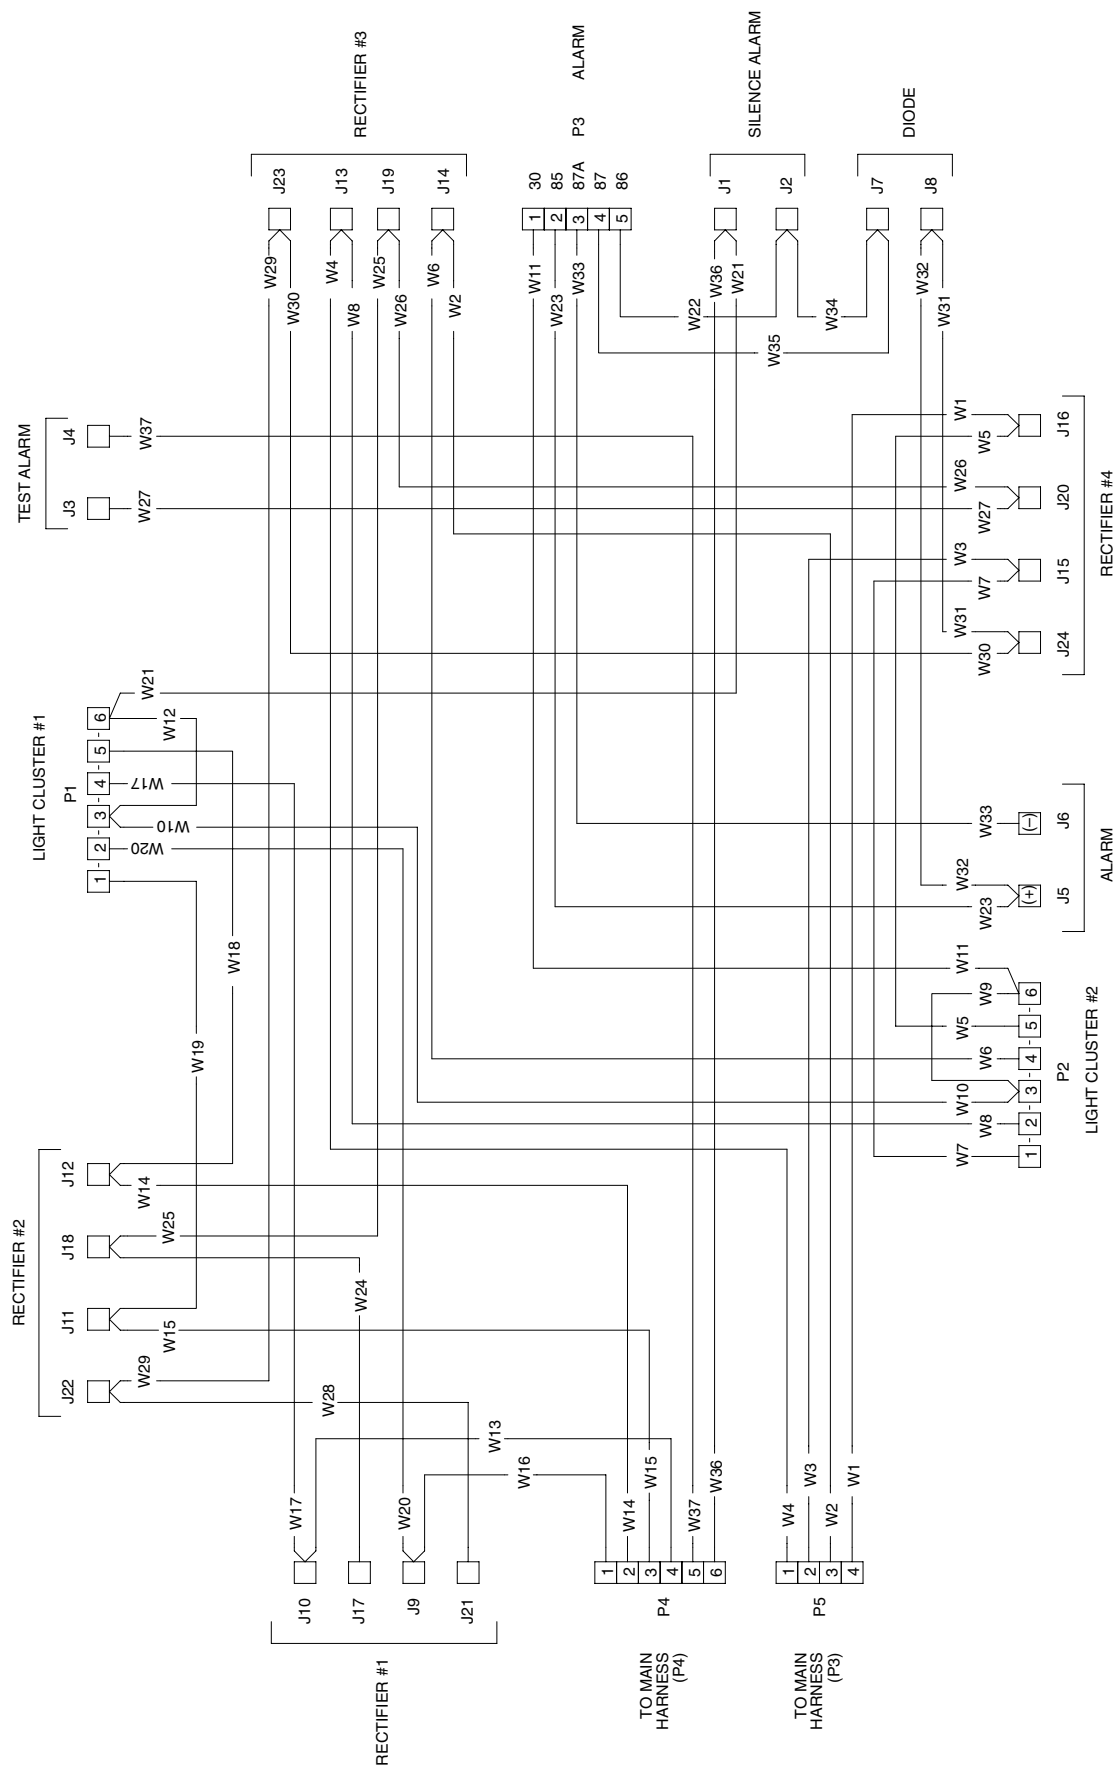 TEST ALARM
J3
J4
W27
W37
LIGHT CLUSTER #1
P1
1
2
3
4
5
6
W20
W10
W17
W12
W21
W18
W19
RECTIFIER #2
J22
J11
J18
J12
W29
W15
W25
W14
W28
W24
RECTIFIER #3
J23
J13
J19
J14
W29
W30
W4
W8
W25
W26
W6
W2
P3
ALARM
30
85
87A
87
86
1
2
3
4
5
W11
W23
W33
W22
W35
W34
SILENCE ALARM
J1
J2
W36
W21
DIODE
J7
J8
W32
W31
RECTIFIER #1
J10
J17
J9
J21
W17
W13
W20
W16
TO MAIN
HARNESS
(P4)
P4
1
2
3
4
5
6
W14
W15
W37
W36
TO MAIN
HARNESS
(P3)
P5
1
2
3
4
W4
W3
W2
W1
W7
W8
W10
W6
W5
W9
W11
1
2
3
4
5
6
P2
LIGHT CLUSTER #2
W23
W32
W33
(+)
(–)
J5
J6
ALARM
W30
W31
W7
W3
W27
W26
W5
W1
J24
J15
J20
J16
RECTIFIER #4